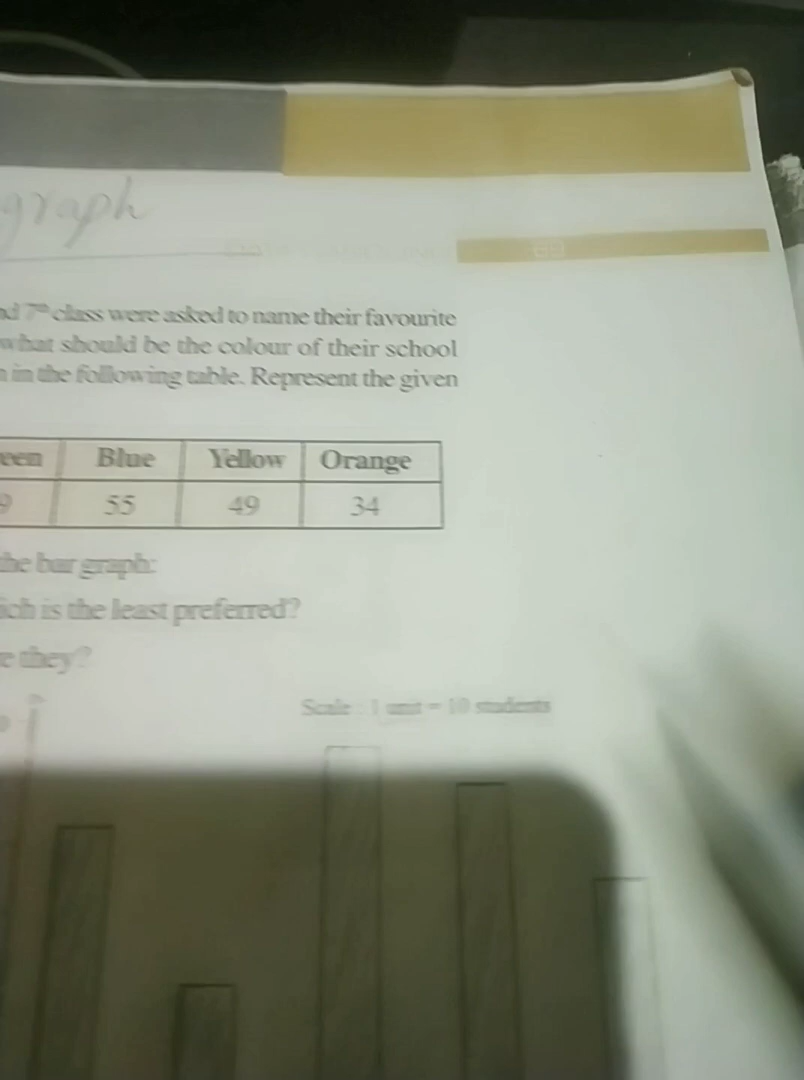 graph
7th class were asked to name their favourite
what should be the colour of their school
in the following table. Represent the given
Blue Yellow Orange
55 49 34
the bar graph:
is the least preferred?
they?
Scale : 1 unit = 10 students